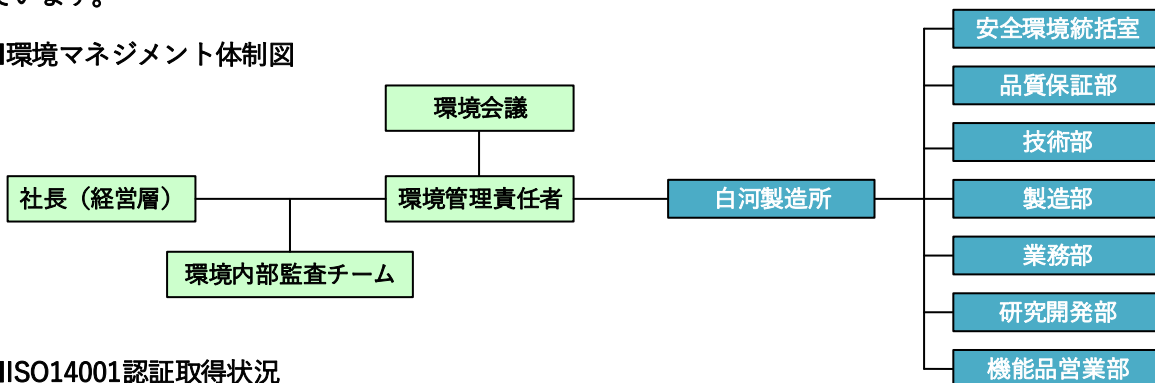 います。
環境マネジメント体制図
環境会議
社長（経営層）
環境管理責任者
環境内部監査チーム
白河製造所
安全環境統括室
品質保証部
技術部
製造部
業務部
研究開発部
機能品営業部
ISO14001認証取得状況